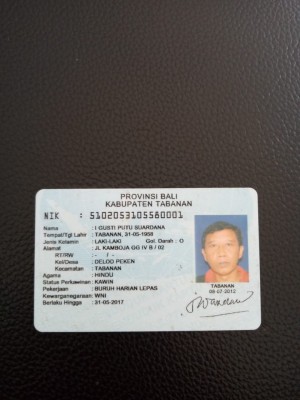 PROVINSI BALI
KABUPATEN TABANAN
NIK : 5102053105580001
Nama : I GUSTI PUTU SUARDANA
Tempat/Tgl Lahir : TABANAN, 31-05-1958
Jenis Kelamin : LAKI-LAKI Gol. Darah : O
Alamat : JL KAMBOJA GG IV B / 02
RT/RW : - / -
Kel/Desa : DELOD PEKEN
Kecamatan : TABANAN
Agama : HINDU
Status Perkawinan : KAWIN
Pekerjaan : BURUH HARIAN LEPAS
Kewarganegaraan : WNI
Berlaku Hingga : 31-05-2017
TABANAN
09-07-2012